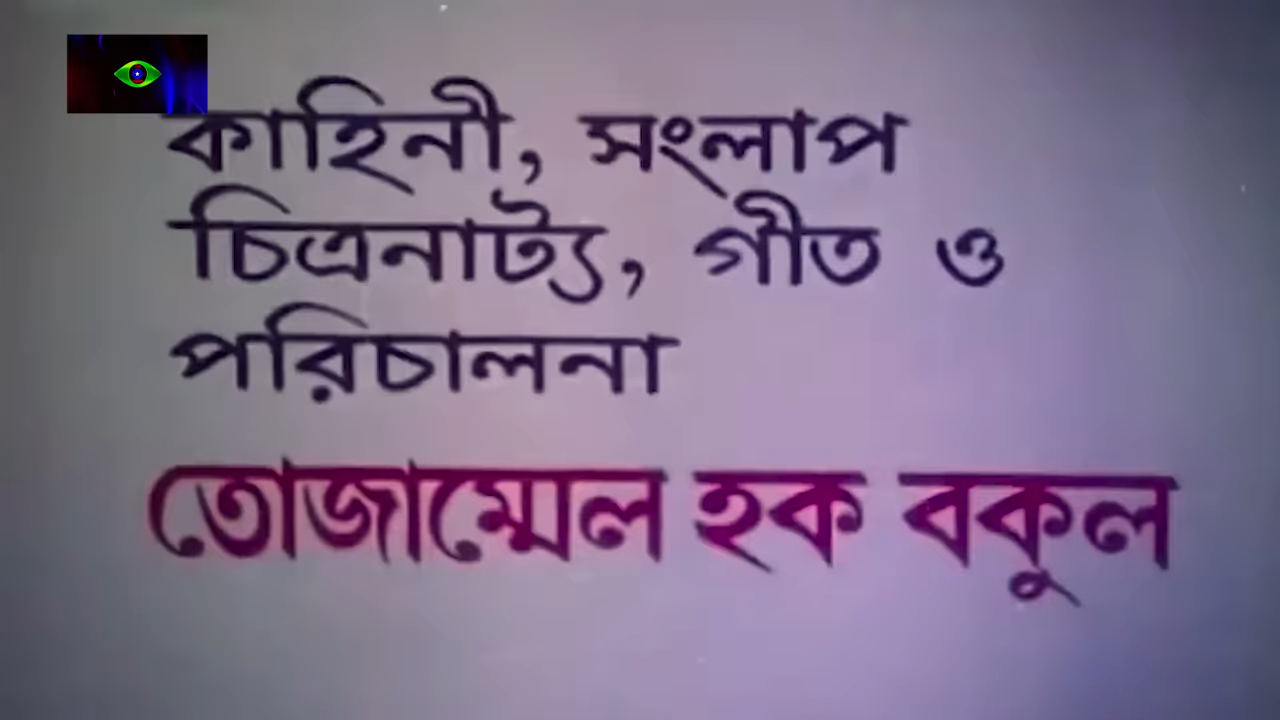 কাহিনী, সংলাপ
চিত্রনাট্য, গীত ও
পরিচালনা
তোজাম্মেল হক বকুল